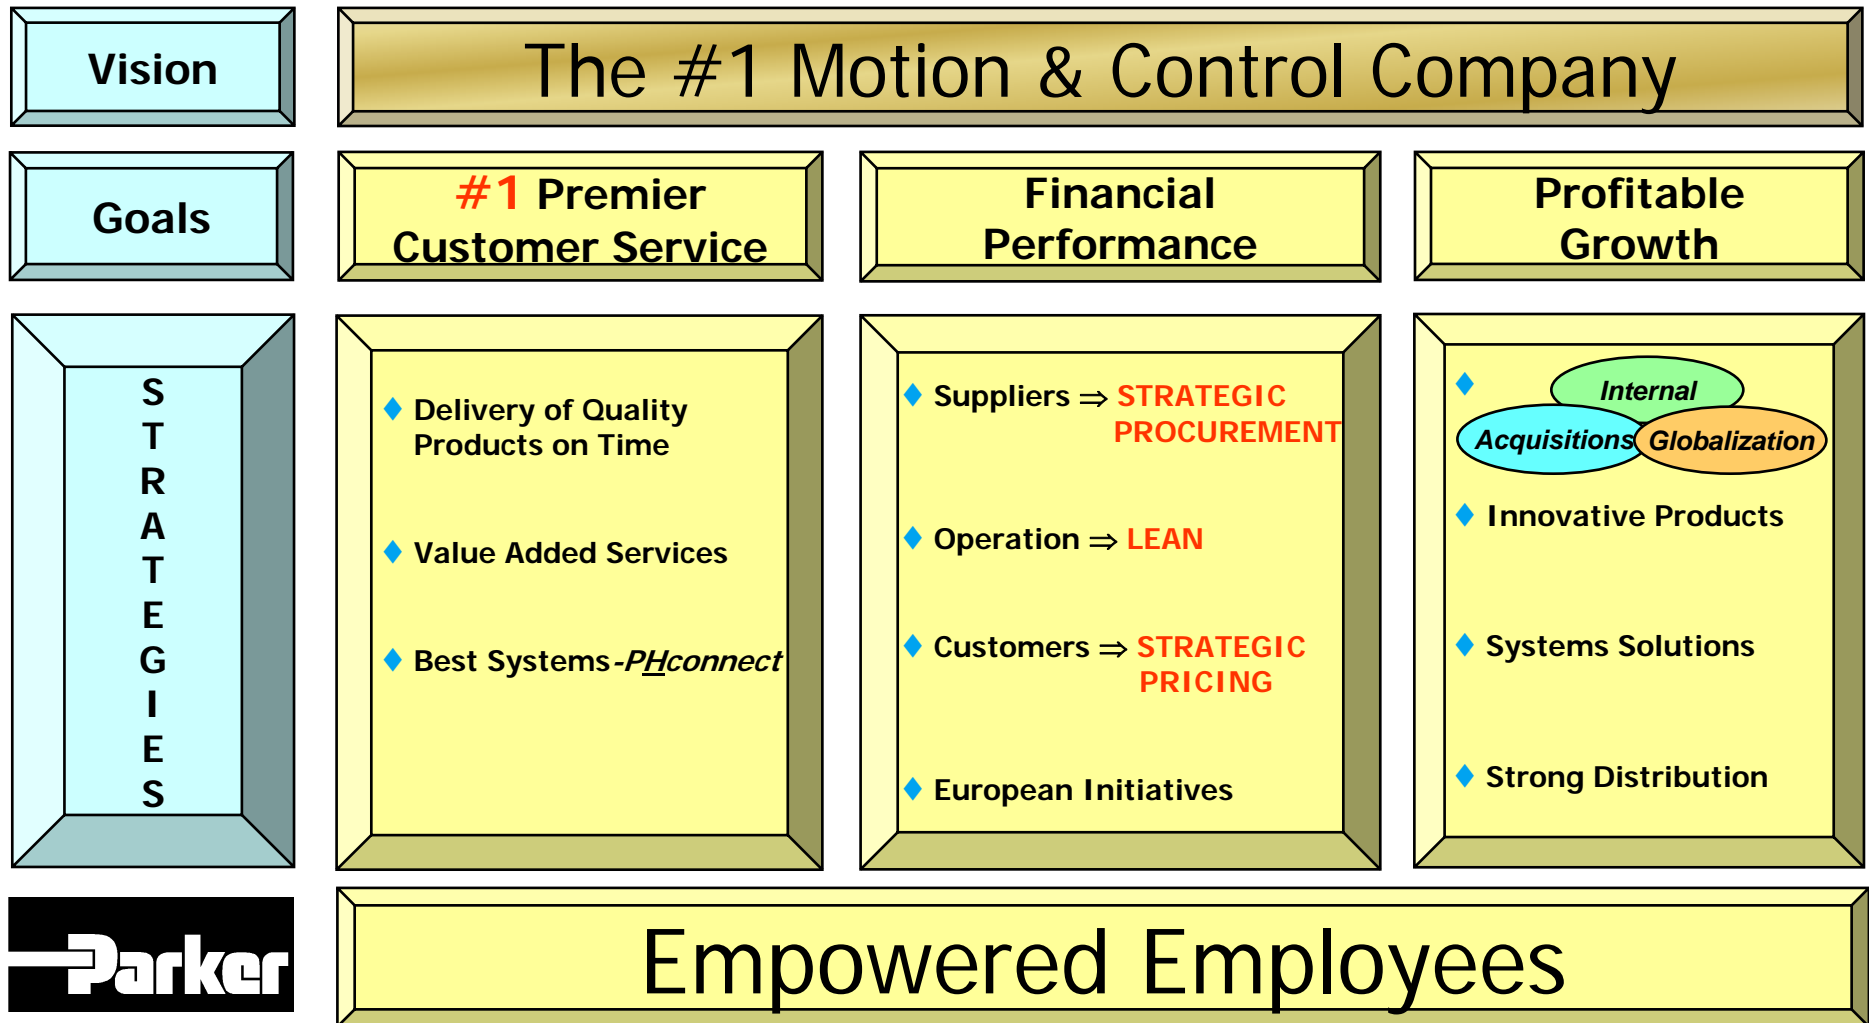 Vision
The #1 Motion & Control Company
Goals
#1 Premier
Customer Service
Financial
Performance
Profitable
Growth
S
T
R
A
T
E
G
I
E
S
♦ Delivery of Quality
Products on Time
♦ Value Added Services
♦ Best Systems-PHconnect
♦ Suppliers ⇒ STRATEGIC
PROCUREMENT
♦ Operation ⇒ LEAN
♦ Customers ⇒ STRATEGIC
PRICING
♦ European Initiatives
♦ Internal
Acquisitions Globalization
♦ Innovative Products
♦ Systems Solutions
♦ Strong Distribution
Parker
Empowered Employees